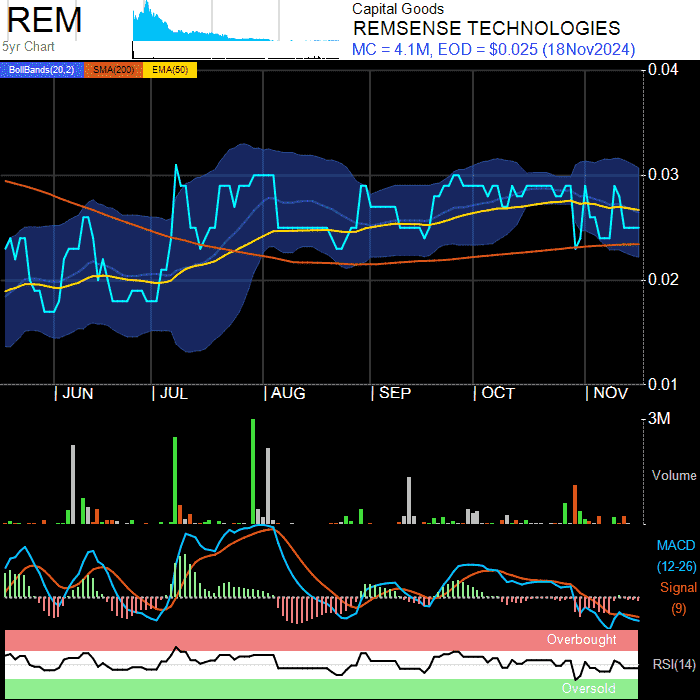 REM
5yr Chart
Capital Goods
REMSENSE TECHNOLOGIES
MC = 4.1M, EOD = $0.025 (18Nov2024)
BollBands(20,2) SMA(200) EMA(50)
0.04
0.03
0.02
0.01
JUN JUL AUG SEP OCT NOV
3M
Volume
MACD
(12-26)
Signal
(9)
Overbought
RSI(14)
Oversold